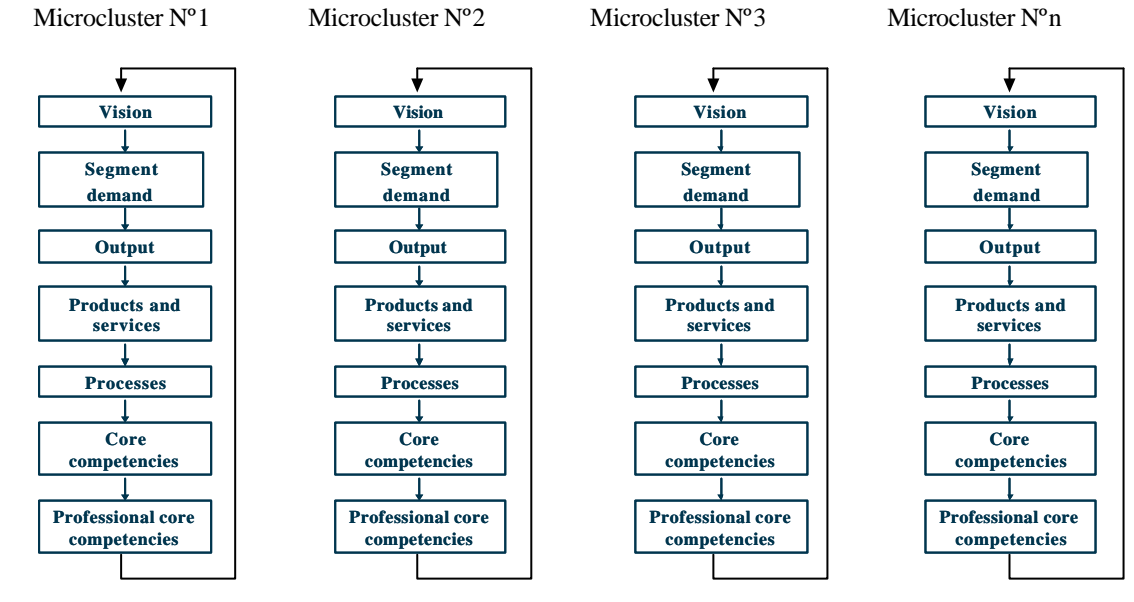 Microcluster Nº1
Microcluster Nº2
Microcluster Nº3
Microcluster Nºn
Vision
Segment
demand
Output
Products and
services
Processes
Core
competencies
Professional core
competencies
Vision
Segment
demand
Output
Products and
services
Processes
Core
competencies
Professional core
competencies
Vision
Segment
demand
Output
Products and
services
Processes
Core
competencies
Professional core
competencies
Vision
Segment
demand
Output
Products and
services
Processes
Core
competencies
Professional core
competencies